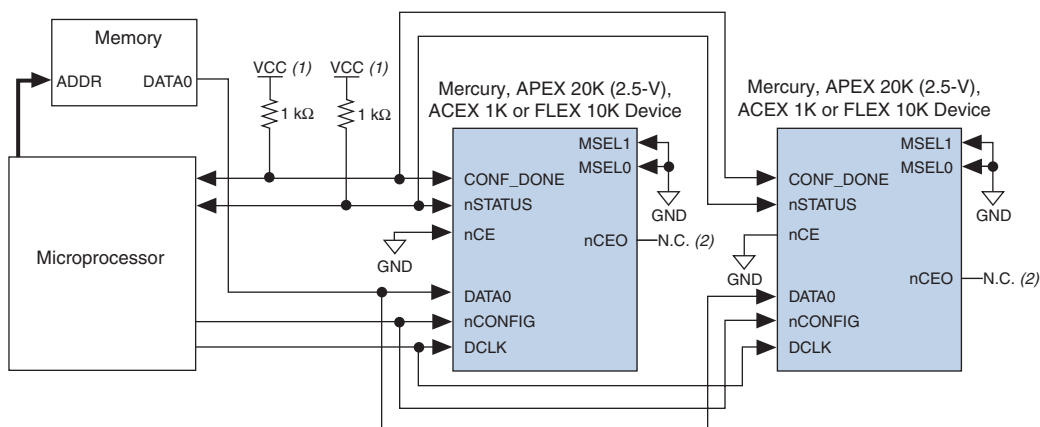 Memory
ADDR
DATA0
VCC (1)
VCC (1)
1 kΩ
1 kΩ
Microprocessor
Mercury, APEX 20K (2.5-V),
ACEX 1K or FLEX 10K Device
MSEL1
MSEL0
CONF_DONE
nSTATUS
nCE
GND
GND
nCEO
N.C. (2)
DATA0
nCONFIG
DCLK
Mercury, APEX 20K (2.5-V),
ACEX 1K or FLEX 10K Device
MSEL1
MSEL0
CONF_DONE
nSTATUS
nCE
GND
GND
nCEO
N.C. (2)
DATA0
nCONFIG
DCLK